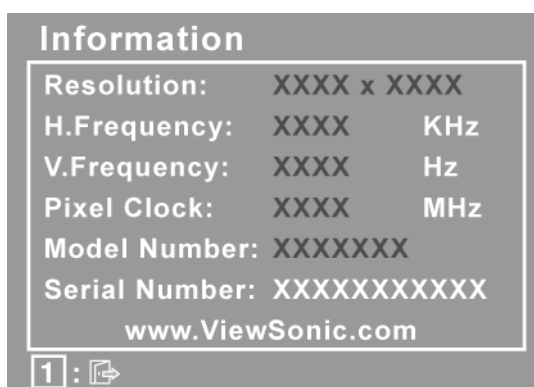 Information
Resolution: XXXX x XXXX
H.Frequency: XXXX KHz
V.Frequency: XXXX Hz
Pixel Clock: XXXX MHz
Model Number: XXXXXXX
Serial Number: XXXXXXXXXXX
www.ViewSonic.com
1 :